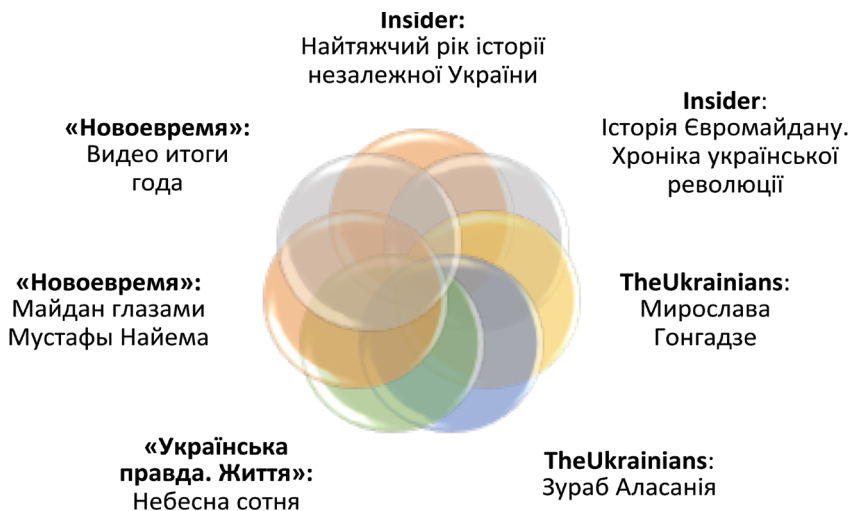 Insider:
Найтяжчий рік історії
незалежної України
Insider:
Історія Євромайдану.
Хроніка української
революції
TheUkrainians:
Мирослава
Гонгадзе
TheUkrainians:
Зураб Аласанія
«Українська
правда. Життя»:
Небесна сотня
«Новоевремя»:
Майдан глазами
Мустафы Найема
«Новоевремя»:
Видео итоги
года